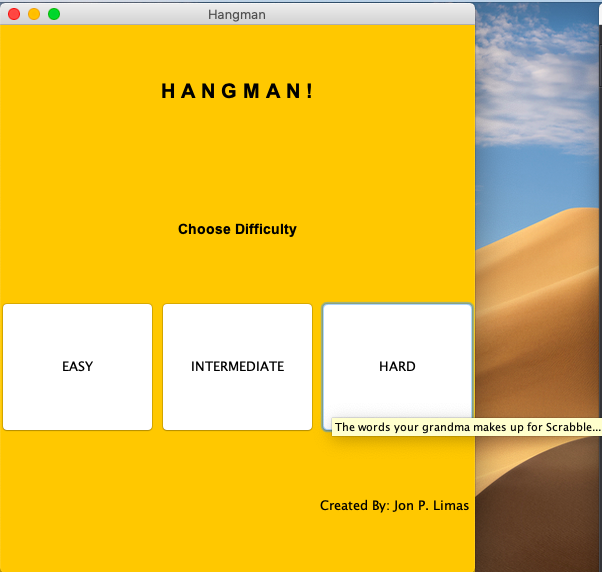 Hangman
H A N G M A N !
Choose Difficulty
EASY
INTERMEDIATE
HARD
The words your grandma makes up for Scrabble...
Created By: Jon P. Limas